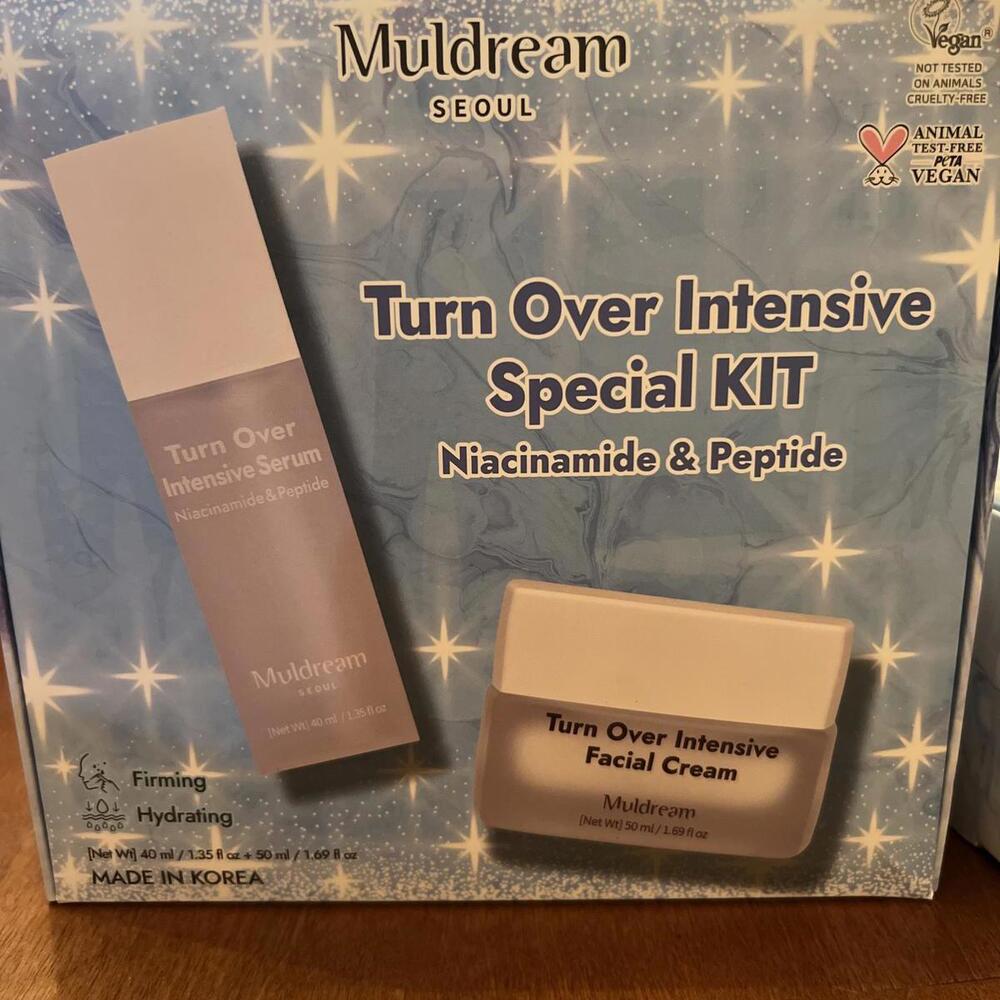 Muldream
SEOUL
Vegan®
NOT TESTED
ON ANIMALS
CRUELTY-FREE
ANIMAL
TEST-FREE
PETA
VEGAN
Turn Over Intensive
Special KIT
Niacinamide & Peptide
Turn Over
Intensive Serum
Niacinamide & Peptide
Muldream
SEOUL
[Net Wt] 40 ml / 1.35 fl oz
Turn Over Intensive
Facial Cream
Muldream
[Net Wt] 50 ml / 1.69 fl oz
Firming
Hydrating
[Net Wt] 40 ml / 1.35 fl oz + 50 ml / 1.69 fl oz
MADE IN KOREA